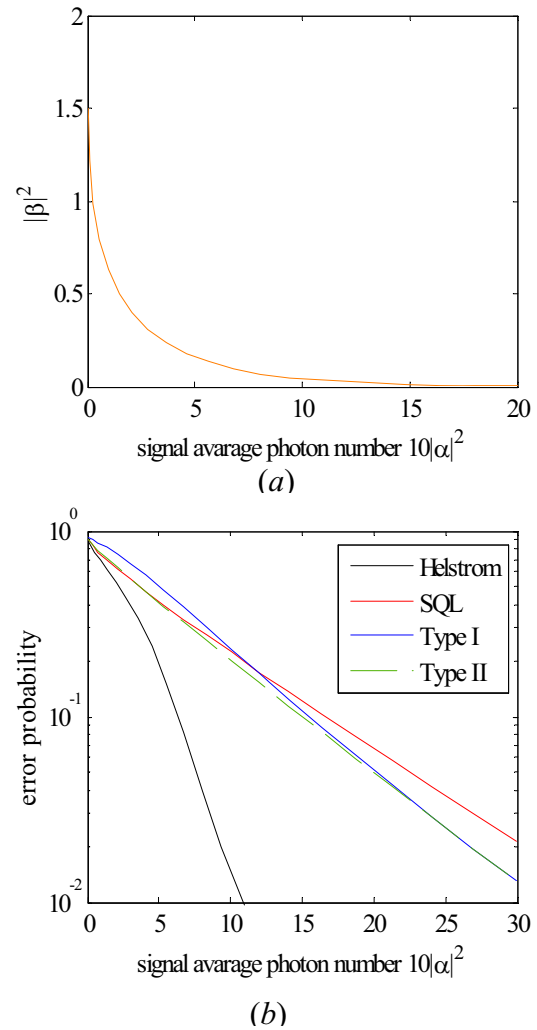 2
1.5
1
0.5
0
|β|²
0 5 10 15 20
signal avarage photon number 10|α|²
(a)
10⁰
10⁻¹
10⁻²
error probability
Helstrom
SQL
Type I
Type II
0 5 10 15 20 25 30
signal avarage photon number 10|α|²
(b)